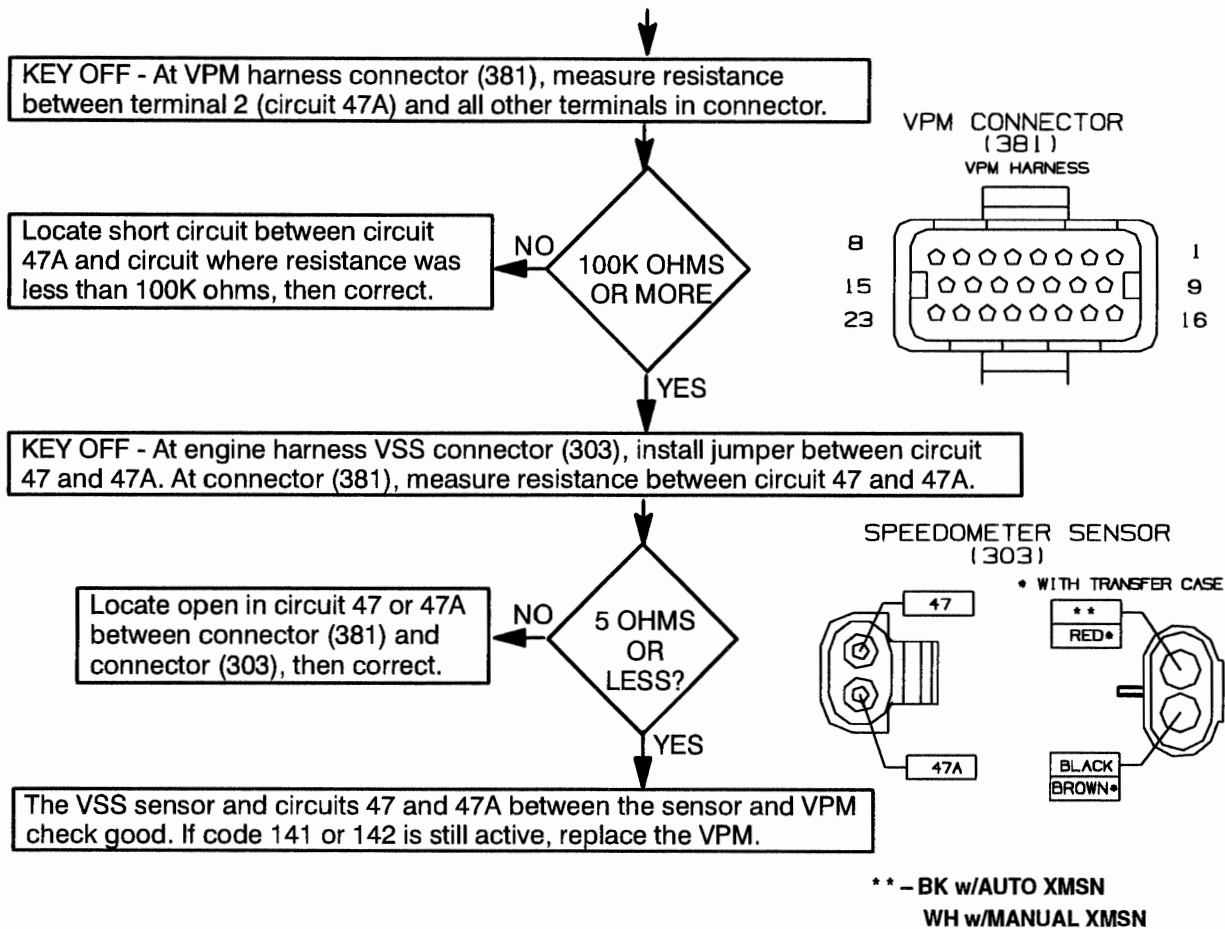 KEY OFF - At VPM harness connector (381), measure resistance
between terminal 2 (circuit 47A) and all other terminals in connector.
VPM CONNECTOR
(381)
VPM HARNESS
8
1
15
9
23
16
Locate short circuit between circuit
47A and circuit where resistance was
less than 100K ohms, then correct.
NO
100K OHMS
OR MORE
YES
KEY OFF - At engine harness VSS connector (303), install jumper between circuit
47 and 47A. At connector (381), measure resistance between circuit 47 and 47A.
SPEEDOMETER SENSOR
(303)
* WITH TRANSFER CASE
47
* *
RED*
47A
BLACK
BROWN*
Locate open in circuit 47 or 47A
between connector (381) and
connector (303), then correct.
NO
5 OHMS
OR
LESS?
YES
The VSS sensor and circuits 47 and 47A between the sensor and VPM
check good. If code 141 or 142 is still active, replace the VPM.
* * – BK w/AUTO XMSN
WH w/MANUAL XMSN